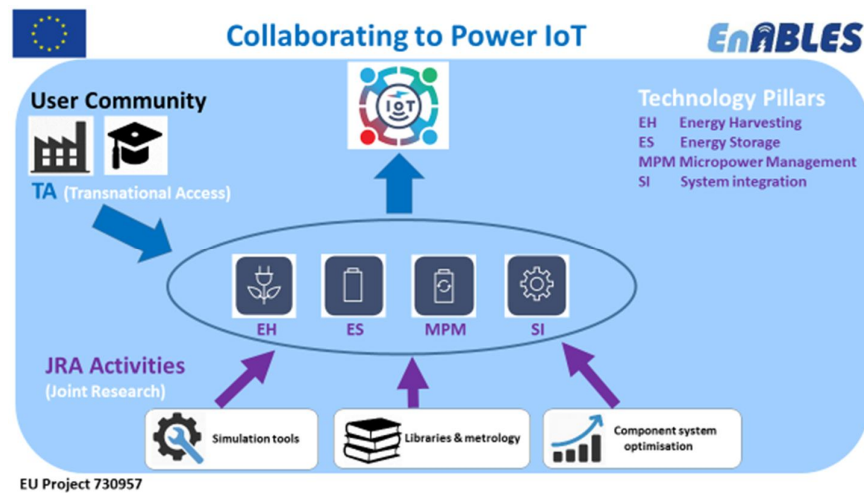 Collaborating to Power IoT
EnABLES
User Community
IoT
Technology Pillars
EH Energy Harvesting
ES Energy Storage
MPM Micropower Management
SI System integration
TA (Transnational Access)
EH ES MPM SI
JRA Activities
(Joint Research)
Simulation tools
Libraries & metrology
Component system
optimisation
EU Project 730957